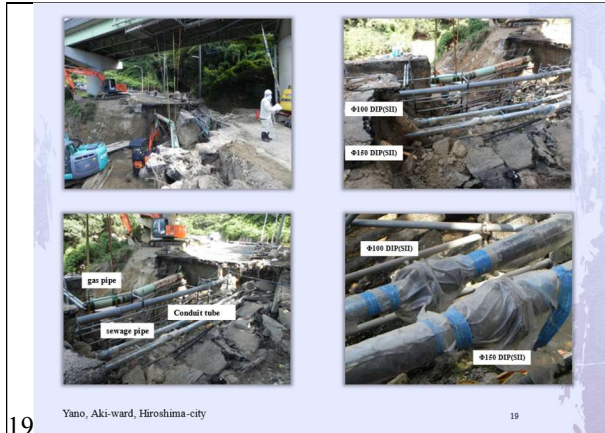 Φ100 DIP(SII)
Φ150 DIP(SII)
gas pipe
Conduit tube
sewage pipe
Φ100 DIP(SII)
Φ150 DIP(SII)
Yano, Aki-ward, Hiroshima-city
19
19